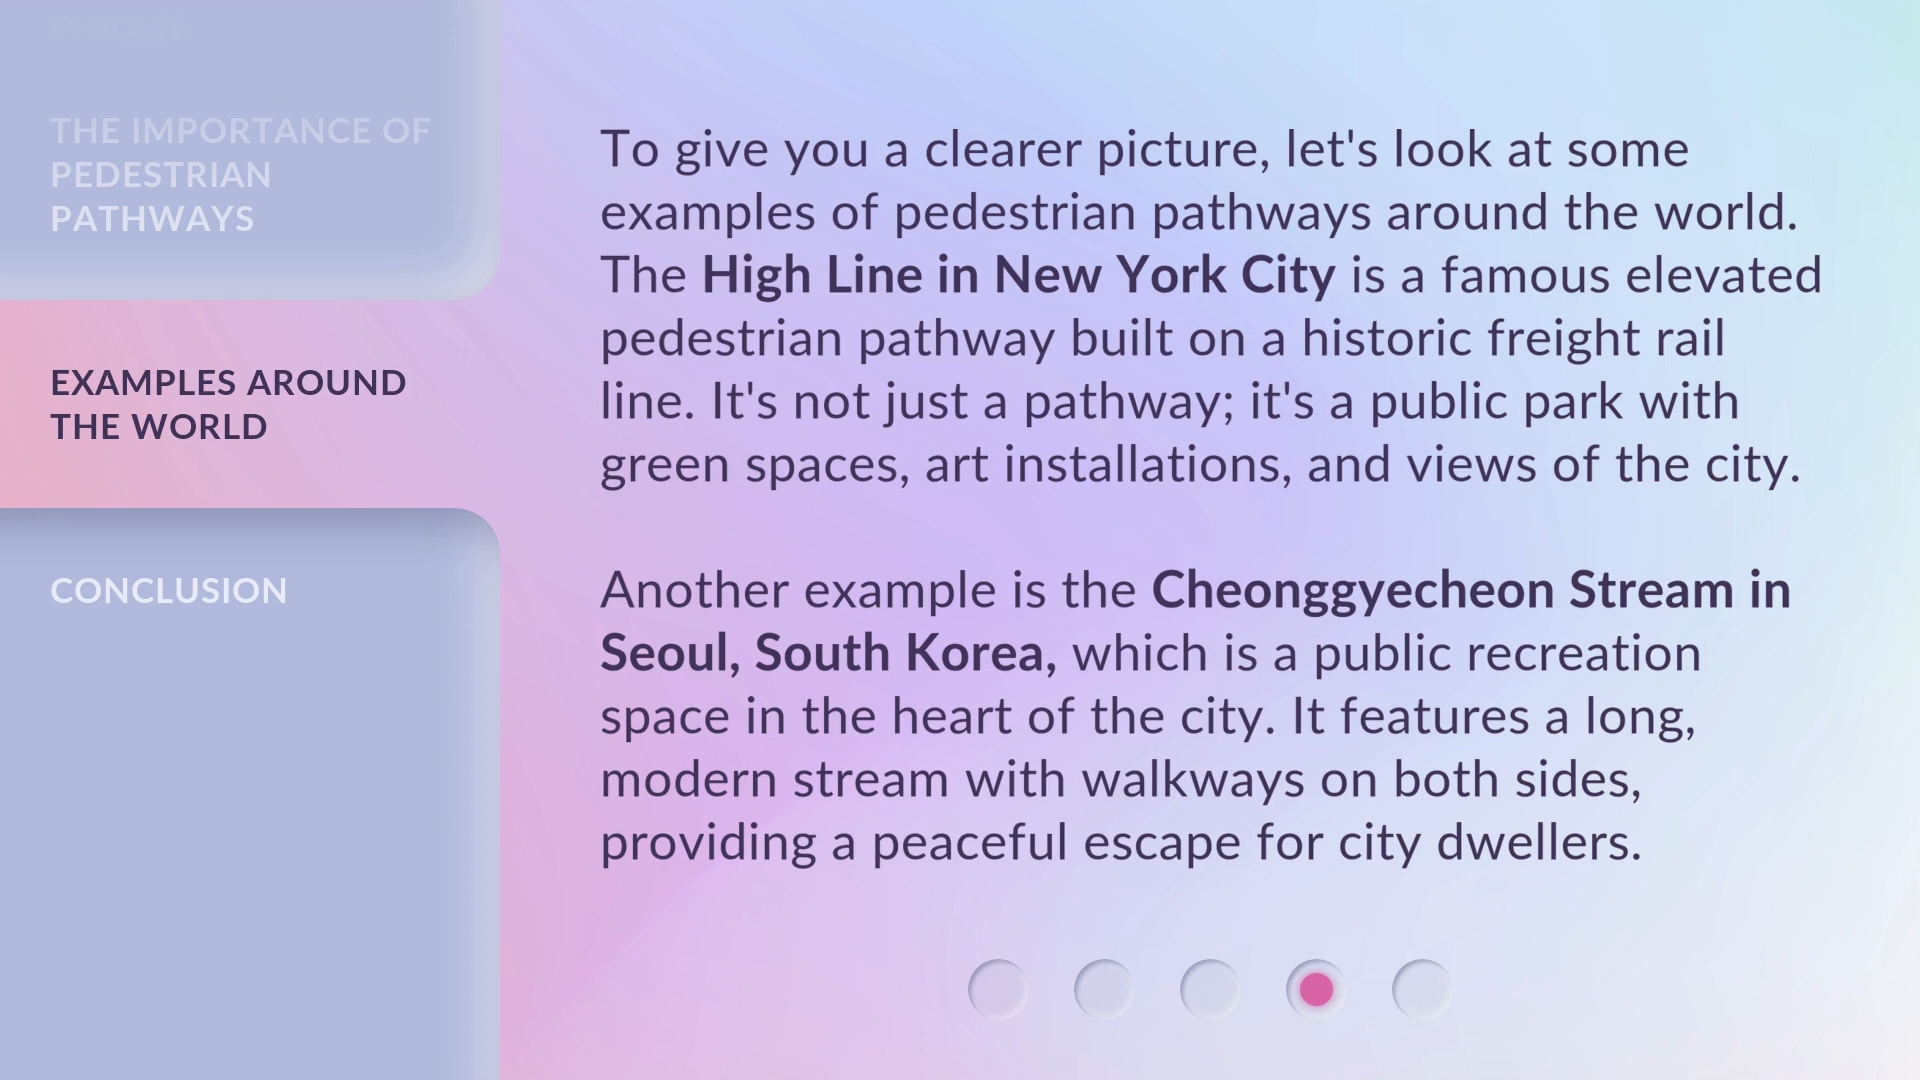 PHRASE
THE IMPORTANCE OF
PEDESTRIAN
PATHWAYS
EXAMPLES AROUND
THE WORLD
CONCLUSION
To give you a clearer picture, let's look at some
examples of pedestrian pathways around the world.
The High Line in New York City is a famous elevated
pedestrian pathway built on a historic freight rail
line. It's not just a pathway; it's a public park with
green spaces, art installations, and views of the city.
Another example is the Cheonggyecheon Stream in
Seoul, South Korea, which is a public recreation
space in the heart of the city. It features a long,
modern stream with walkways on both sides,
providing a peaceful escape for city dwellers.